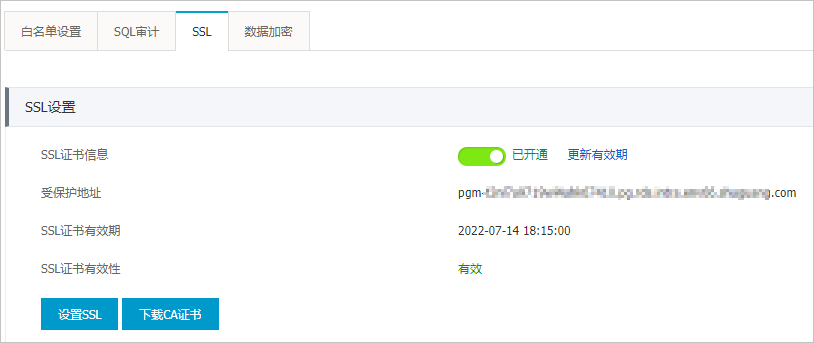 白名单设置 SQL审计 SSL 数据加密
SSL设置
SSL证书信息 已开通 更新有效期
受保护地址 pgm- .com
SSL证书有效期 2022-07-14 18:15:00
SSL证书有效性 有效
设置SSL 下载CA证书